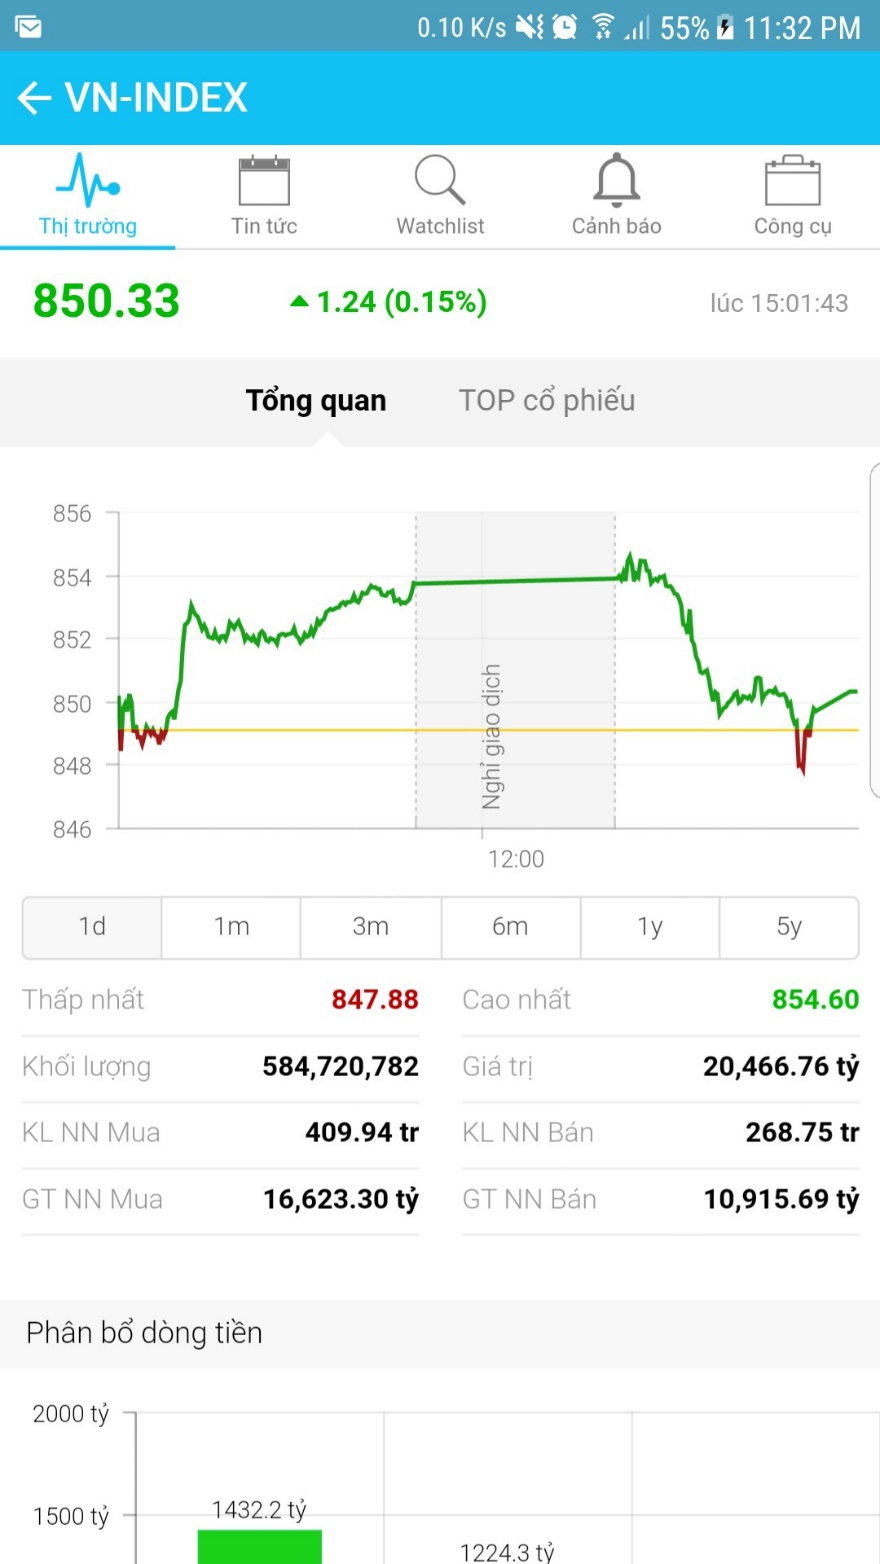 0.10 K/s 55% 11:32 PM
VN-INDEX
Thị trường Tin tức Watchlist Cảnh báo Công cụ
850.33 1.24 (0.15%) lúc 15:01:43
Tổng quan TOP cổ phiếu
856
854
852
850
848
846
Nghỉ giao dịch
12:00
1d 1m 3m 6m 1y 5y
Thấp nhất 847.88 Cao nhất 854.60
Khối lượng 584,720,782 Giá trị 20,466.76 tỷ
KL NN Mua 409.94 tr KL NN Bán 268.75 tr
GT NN Mua 16,623.30 tỷ GT NN Bán 10,915.69 tỷ
Phân bổ dòng tiền
2000 tỷ
1500 tỷ
1432.2 tỷ
1224.3 tỷ